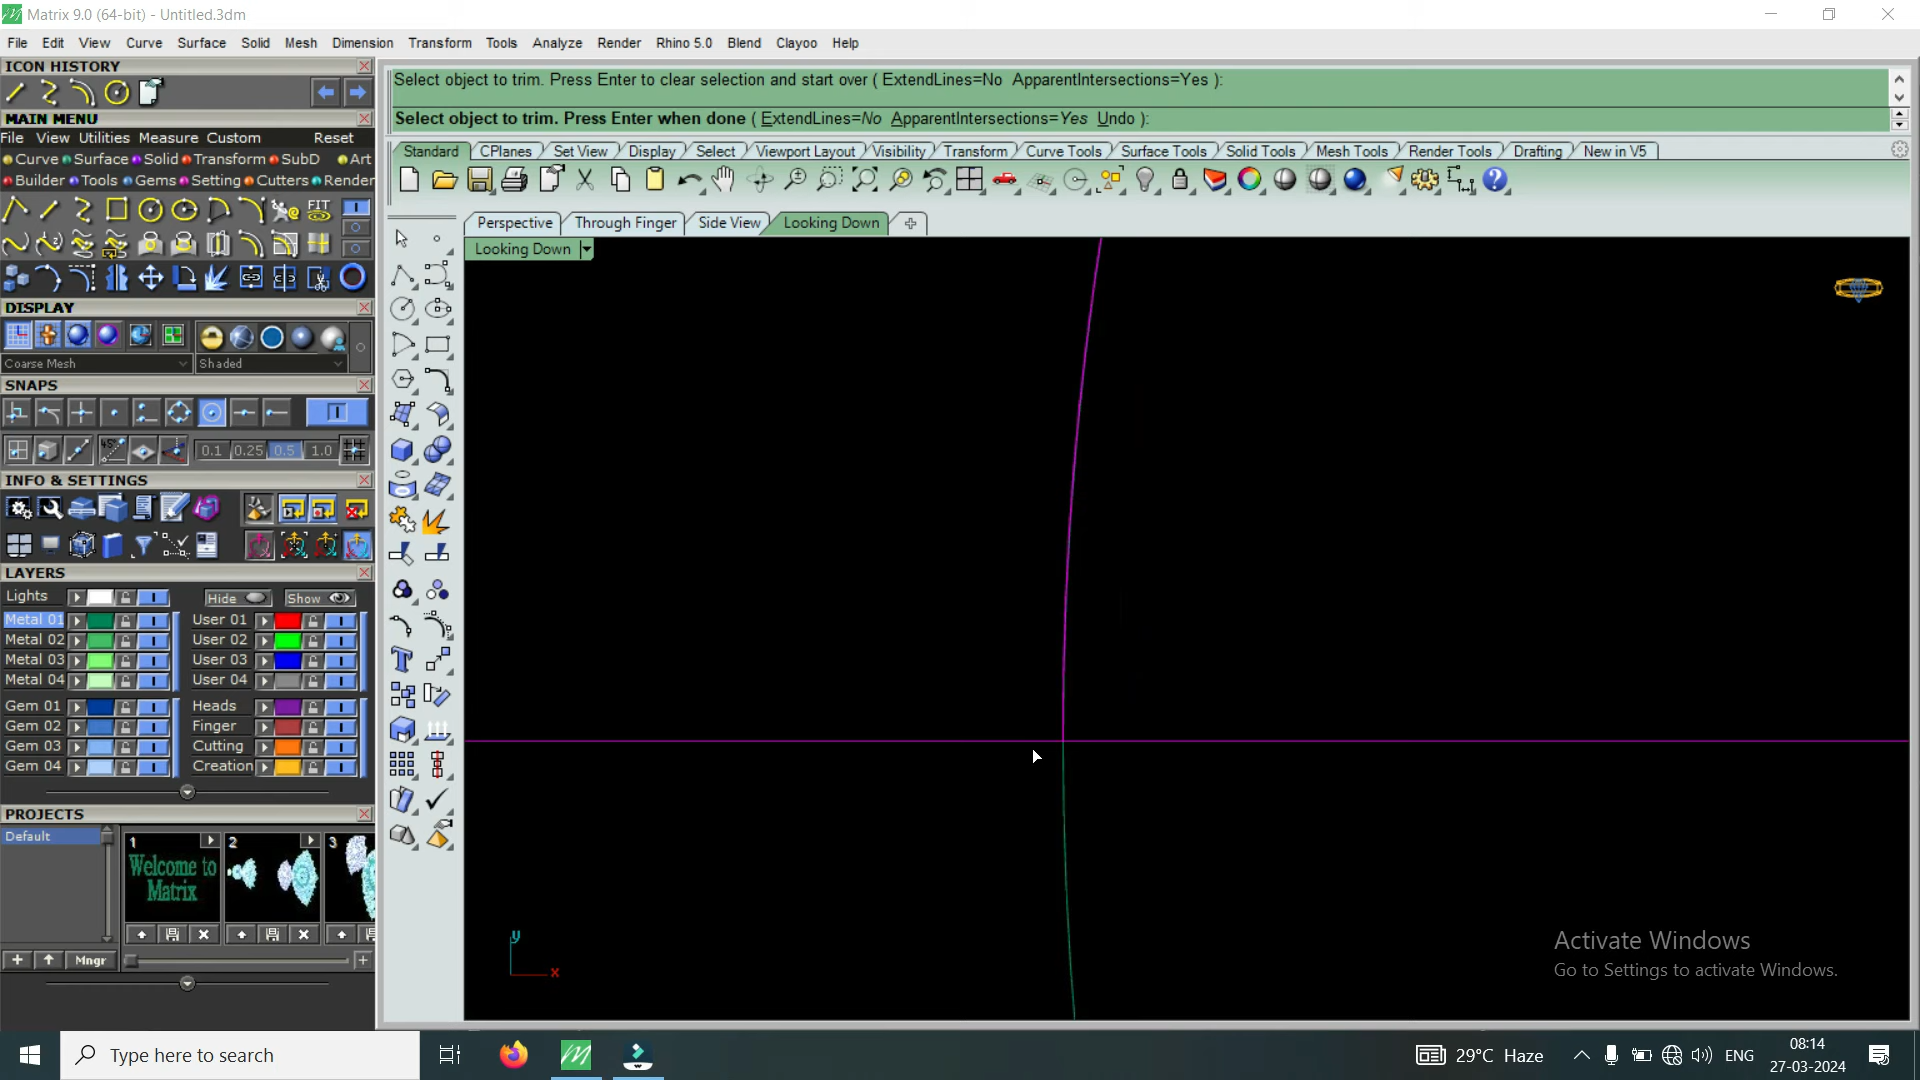 Matrix 9.0 (64-bit) - Untitled.3dm
File Edit View Curve Surface Solid Mesh Dimension Transform Tools Analyze Render Rhino 5.0 Blend Clayoo Help
ICON HISTORY
Select object to trim. Press Enter to clear selection and start over ( ExtendLines=No ApparentIntersections=Yes ):
Select object to trim. Press Enter when done ( ExtendLines=No ApparentIntersections=Yes Undo ):
MAIN MENU
File View Utilities Measure Custom Reset
Curve Surface Solid Transform SubD Art
Builder Tools Gems Setting Cutters Render
FIT
Standard CPlanes Set View Display Select Viewport Layout Visibility Transform Curve Tools Surface Tools Solid Tools Mesh Tools Render Tools Drafting New in V5
Perspective Through Finger Side View Looking Down
Looking Down
DISPLAY
Coarse Mesh Shaded
SNAPS
0.1 0.25 0.5 1.0
INFO & SETTINGS
LAYERS
Lights Hide Show
Metal 01 User 01
Metal 02 User 02
Metal 03 User 03
Metal 04 User 04
Gem 01 Heads
Gem 02 Finger
Gem 03 Cutting
Gem 04 Creation
PROJECTS
Default
1 2 3
Welcome to
Matrix
Mngr
y
x
Activate Windows
Go to Settings to activate Windows.
Type here to search
29°C Haze
ENG
08:14
27-03-2024